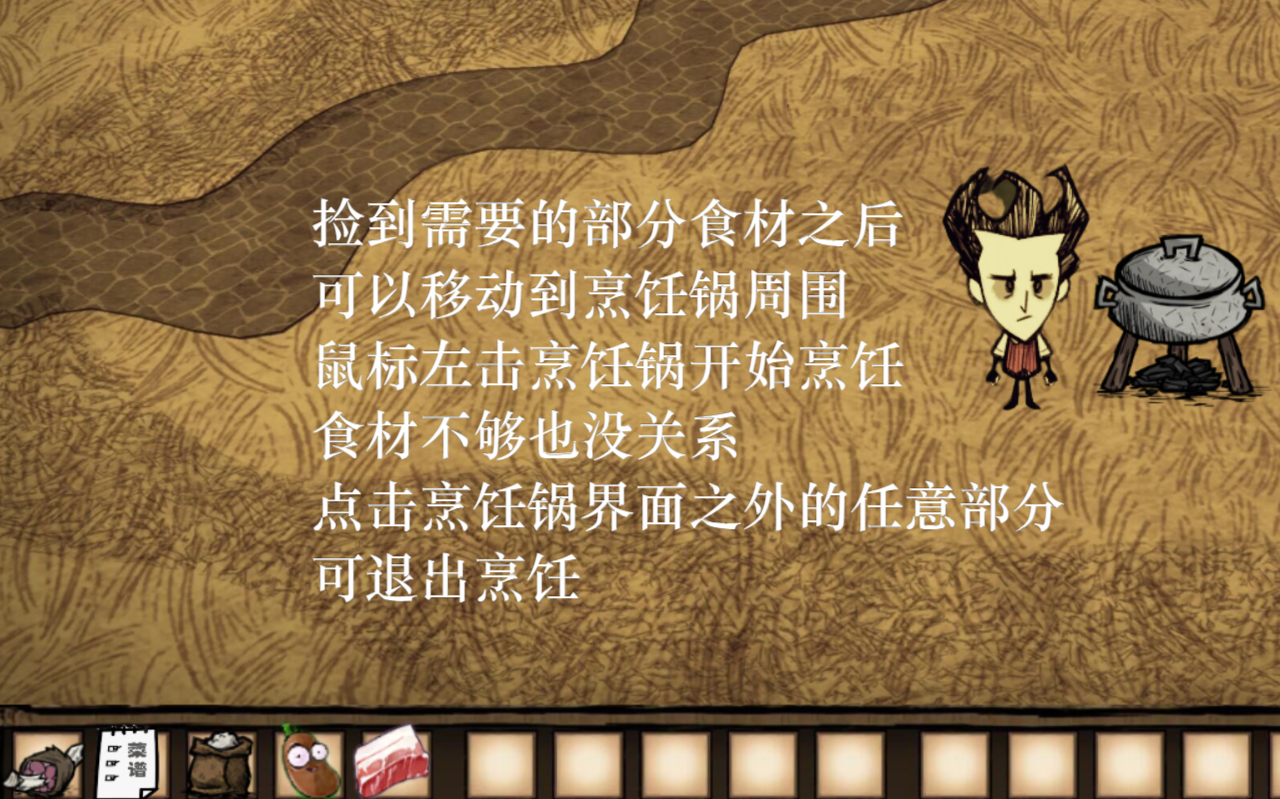 捡到需要的部分食材之后
可以移动到烹饪锅周围
鼠标左击烹饪锅开始烹饪
食材不够也没关系
点击烹饪锅界面之外的任意部分
可退出烹饪
菜谱